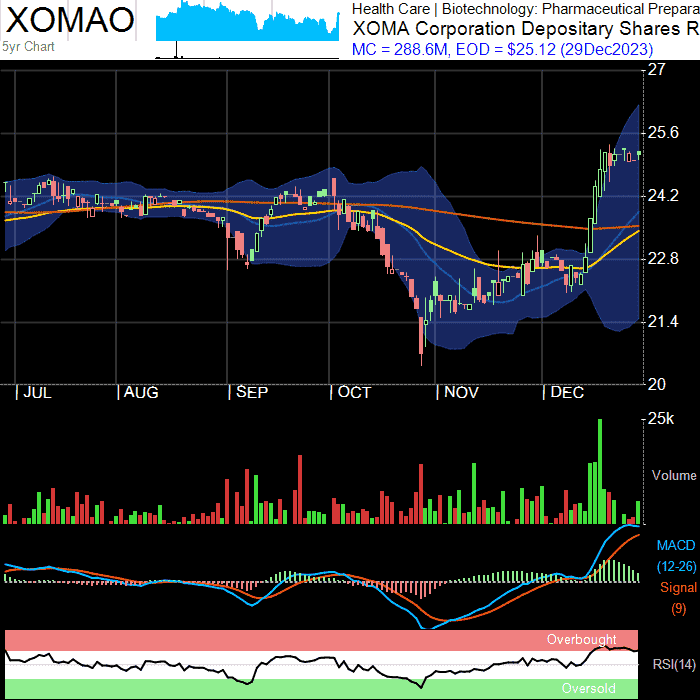 XOMAO
5yr Chart
Health Care | Biotechnology: Pharmaceutical Prepara
XOMA Corporation Depositary Shares R
MC = 288.6M, EOD = $25.12 (29Dec2023)
27
25.6
24.2
22.8
21.4
20
| JUL | AUG | SEP | OCT | NOV | DEC
25k
Volume
MACD
(12-26)
Signal
(9)
Overbought
RSI(14)
Oversold